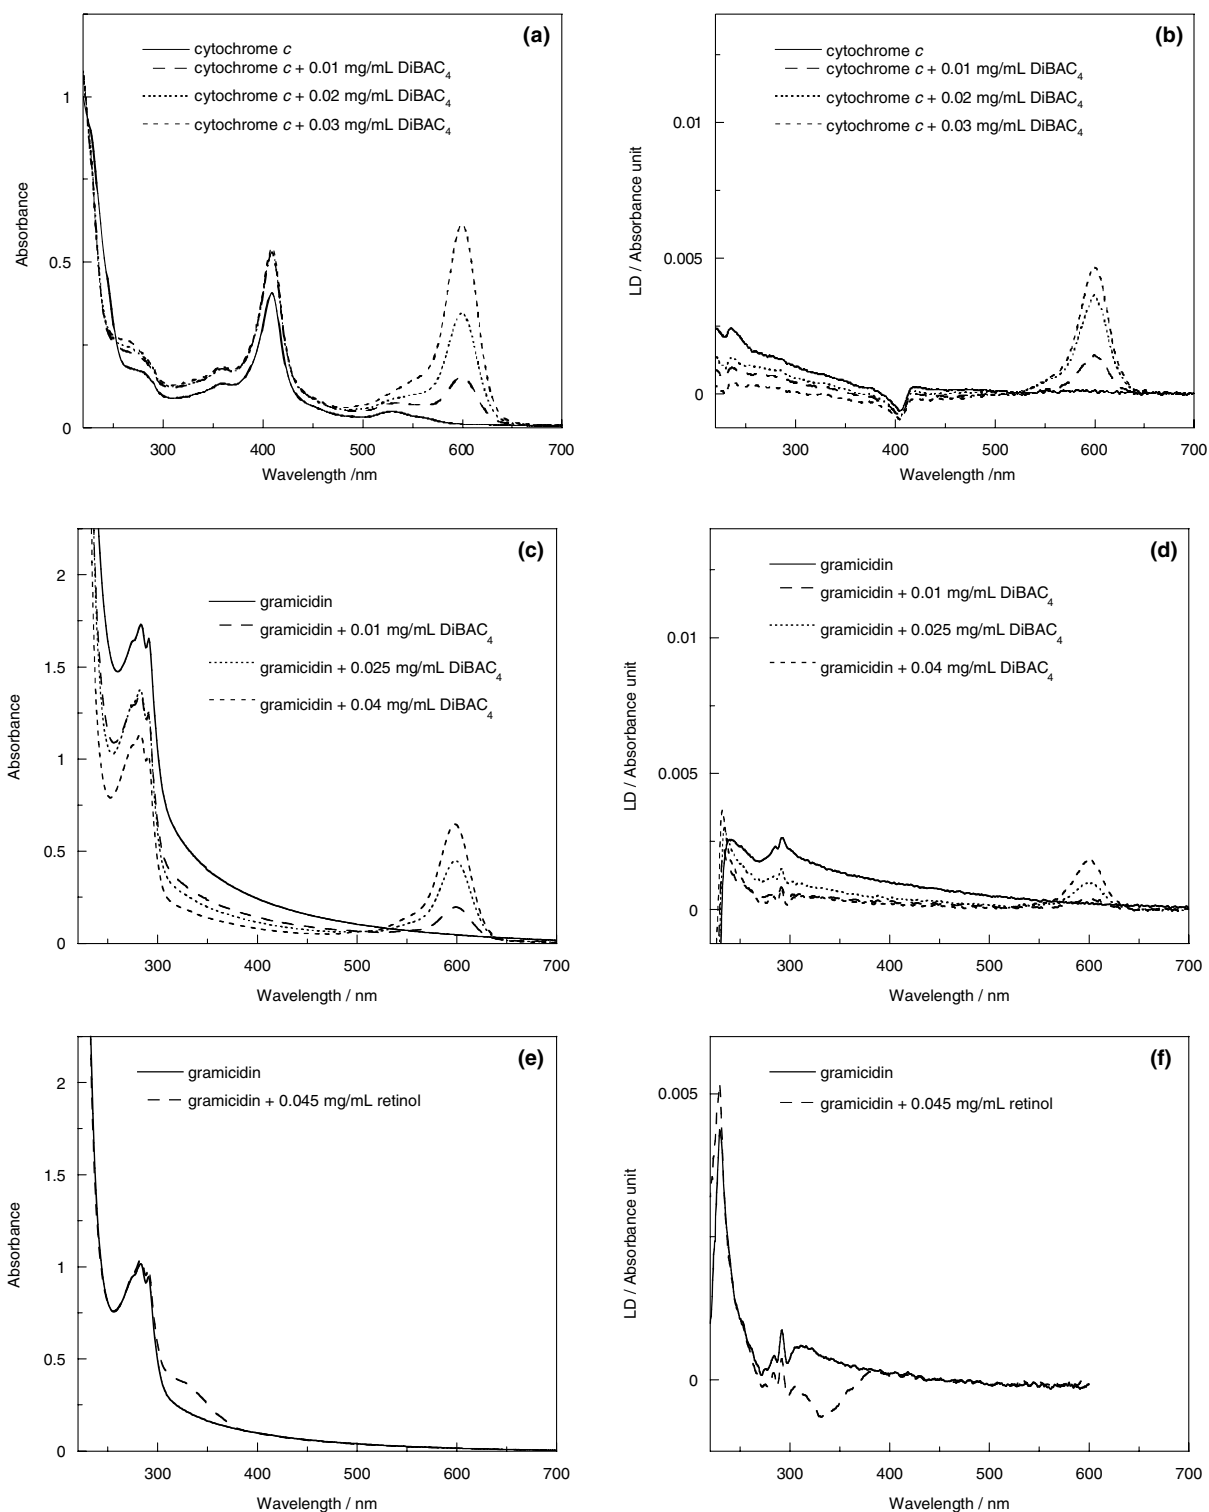 (a)
cytochrome c
cytochrome c + 0.01 mg/mL DiBAC4
cytochrome c + 0.02 mg/mL DiBAC4
cytochrome c + 0.03 mg/mL DiBAC4
1
0.5
0
Absorbance
300 400 500 600 700
Wavelength /nm
(b)
cytochrome c
cytochrome c + 0.01 mg/mL DiBAC4
cytochrome c + 0.02 mg/mL DiBAC4
cytochrome c + 0.03 mg/mL DiBAC4
0.01
0.005
0
LD / Absorbance unit
300 400 500 600 700
Wavelength /nm
(c)
gramicidin
gramicidin + 0.01 mg/mL DiBAC4
gramicidin + 0.025 mg/mL DiBAC4
gramicidin + 0.04 mg/mL DiBAC4
2
1.5
1
0.5
0
Absorbance
300 400 500 600 700
Wavelength / nm
(d)
gramicidin
gramicidin + 0.01 mg/mL DiBAC4
gramicidin + 0.025 mg/mL DiBAC4
gramicidin + 0.04 mg/mL DiBAC4
0.01
0.005
0
LD / Absorbance unit
300 400 500 600 700
Wavelength / nm
(e)
gramicidin
gramicidin + 0.045 mg/mL retinol
2
1.5
1
0.5
0
Absorbance
300 400 500 600 700
Wavelength / nm
(f)
gramicidin
gramicidin + 0.045 mg/mL retinol
0.005
0
LD / Absorbance unit
300 400 500 600 700
Wavelength / nm